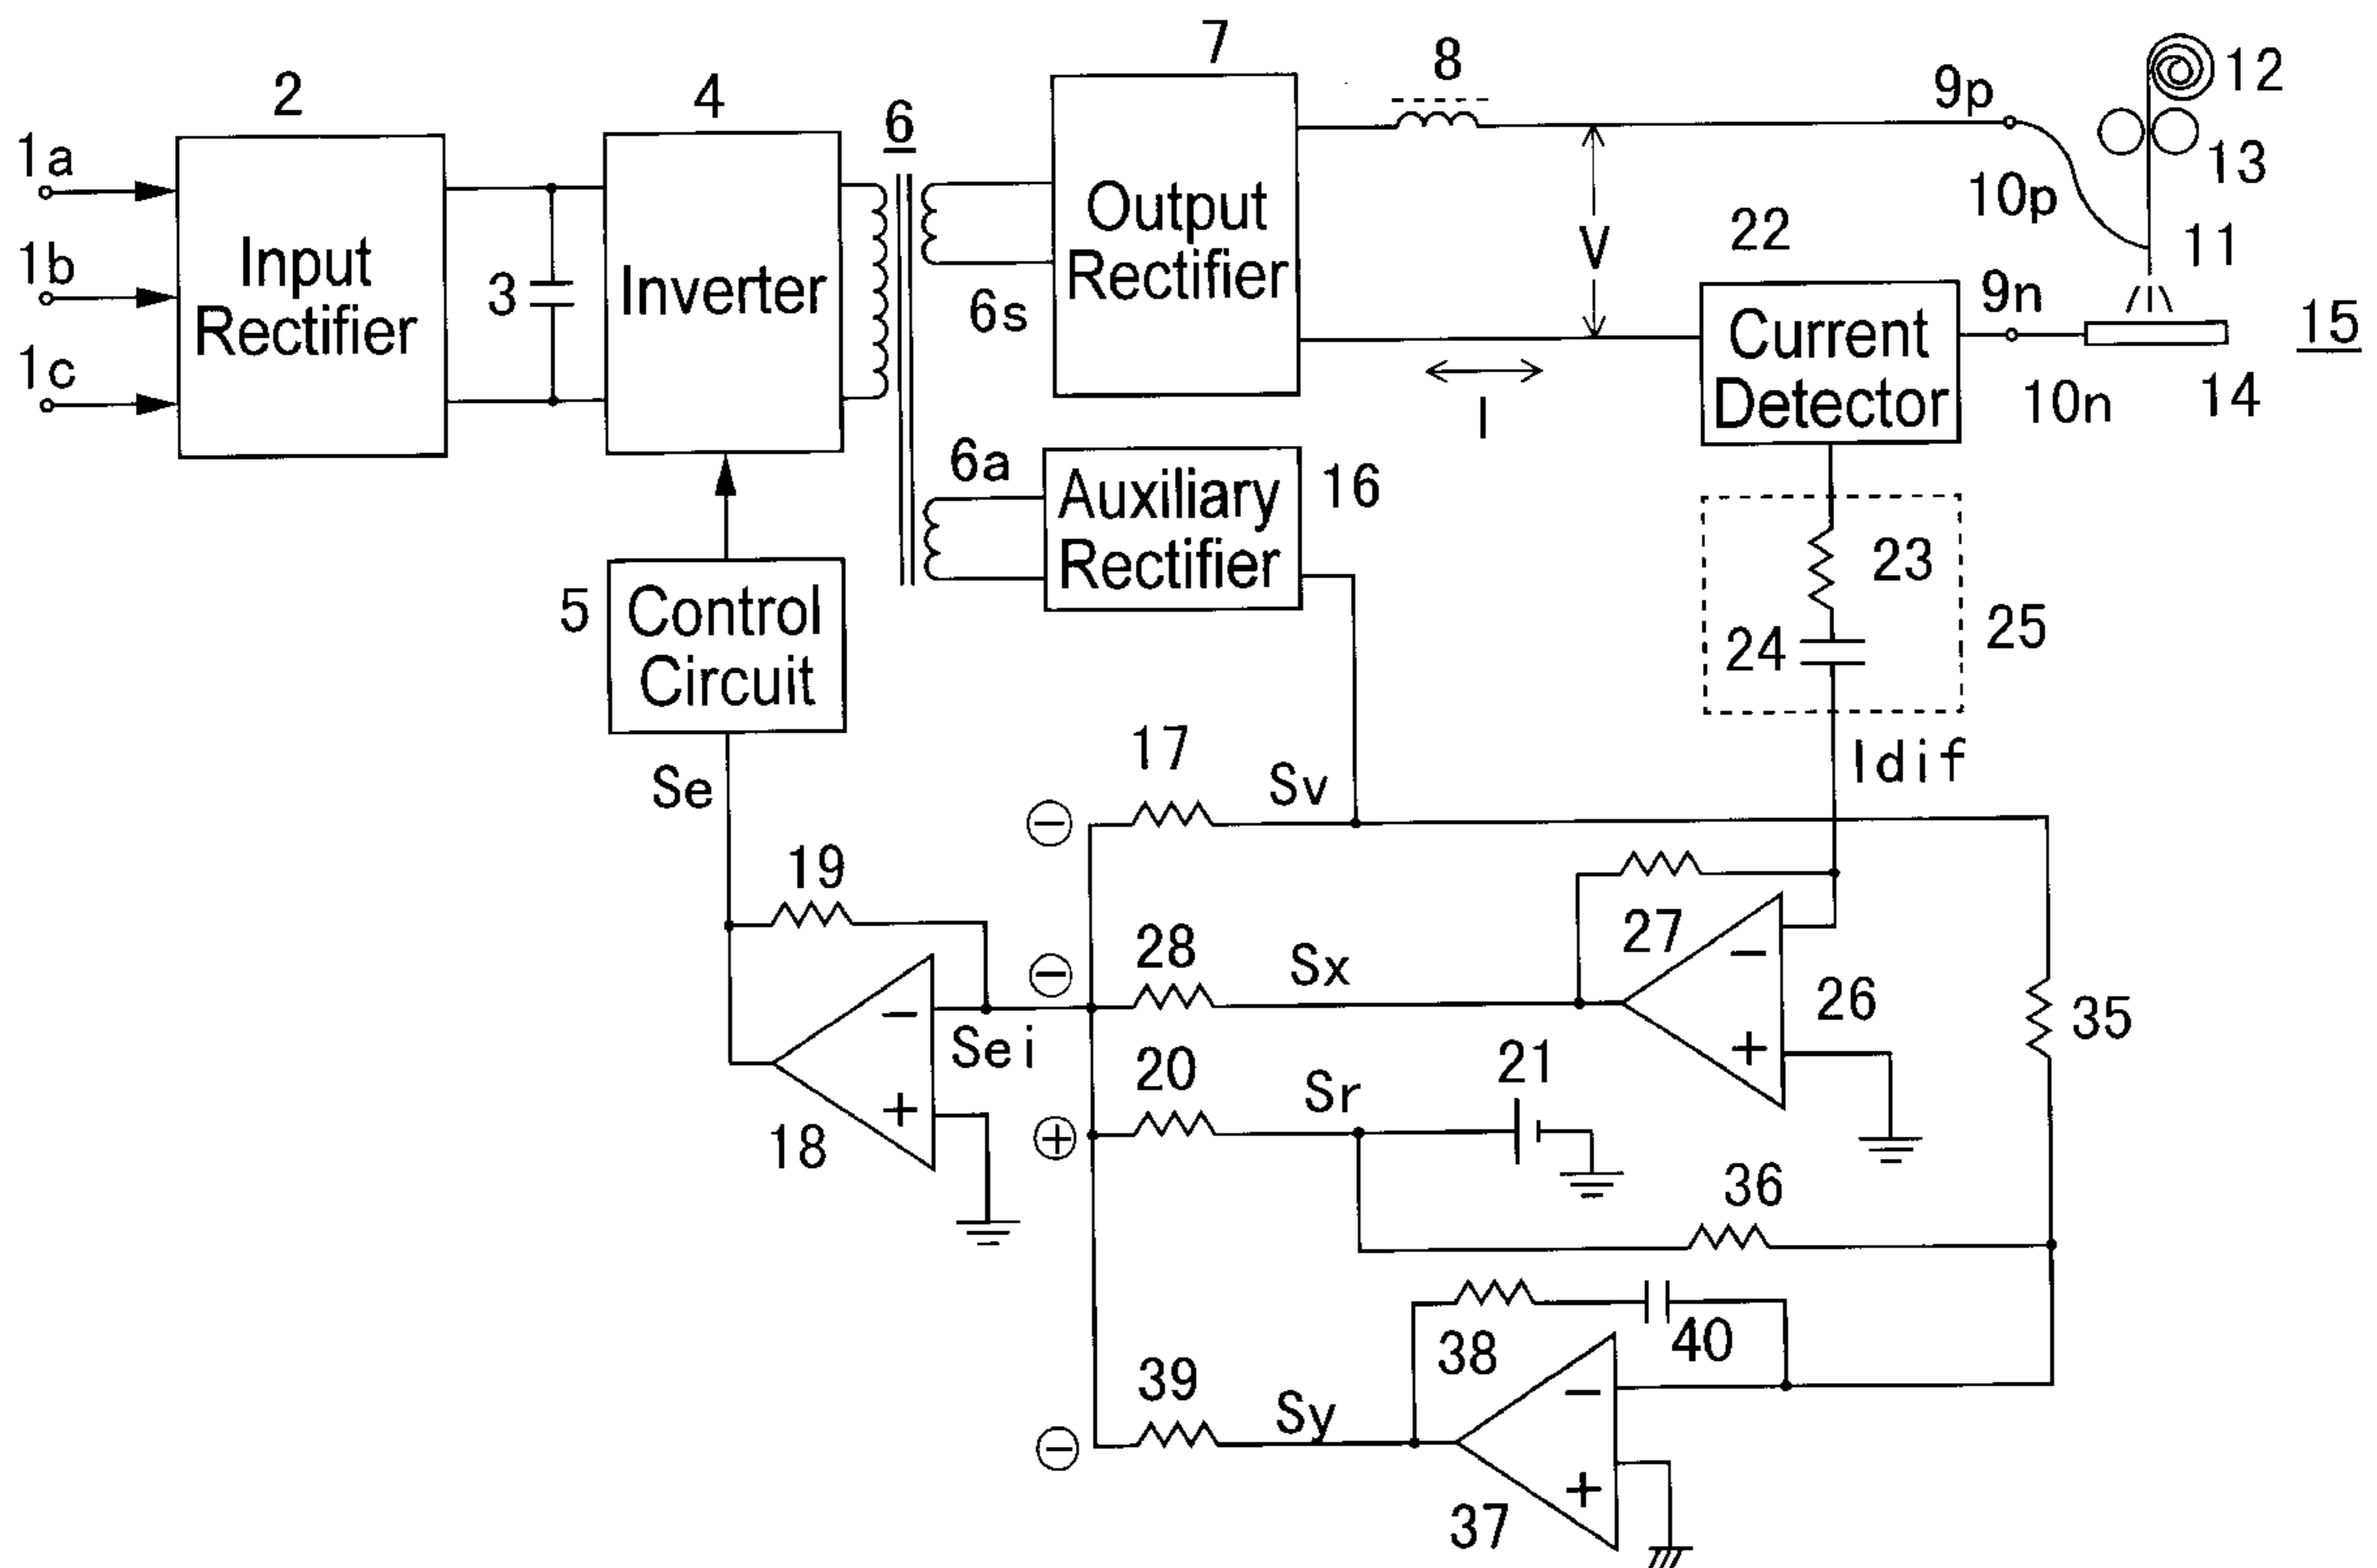 7
8
12
2
4
6
9p
1a
13
10p
Input
Rectifier
Inverter
Output
Rectifier
22
11
1b
3
V
9n
6s
Current
Detector
15
1c
I
10n
14
6a
Auxiliary
Rectifier
16
23
5
Control
Circuit
24
25
17
Idif
Se
−
Sv
19
27
28
−
Sx
−
26
35
−
Sei
+
20
21
Sr
+
+
18
36
38
40
39
−
Sy
−
+
37